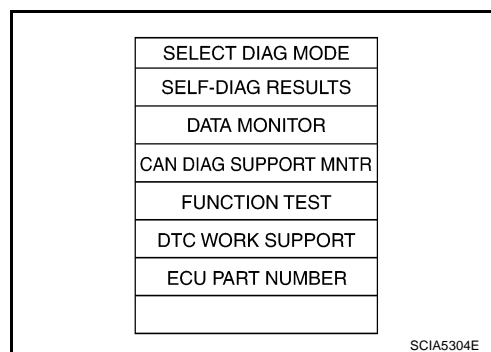 SELECT DIAG MODE
SELF-DIAG RESULTS
DATA MONITOR
CAN DIAG SUPPORT MNTR
FUNCTION TEST
DTC WORK SUPPORT
ECU PART NUMBER
SCIA5304E